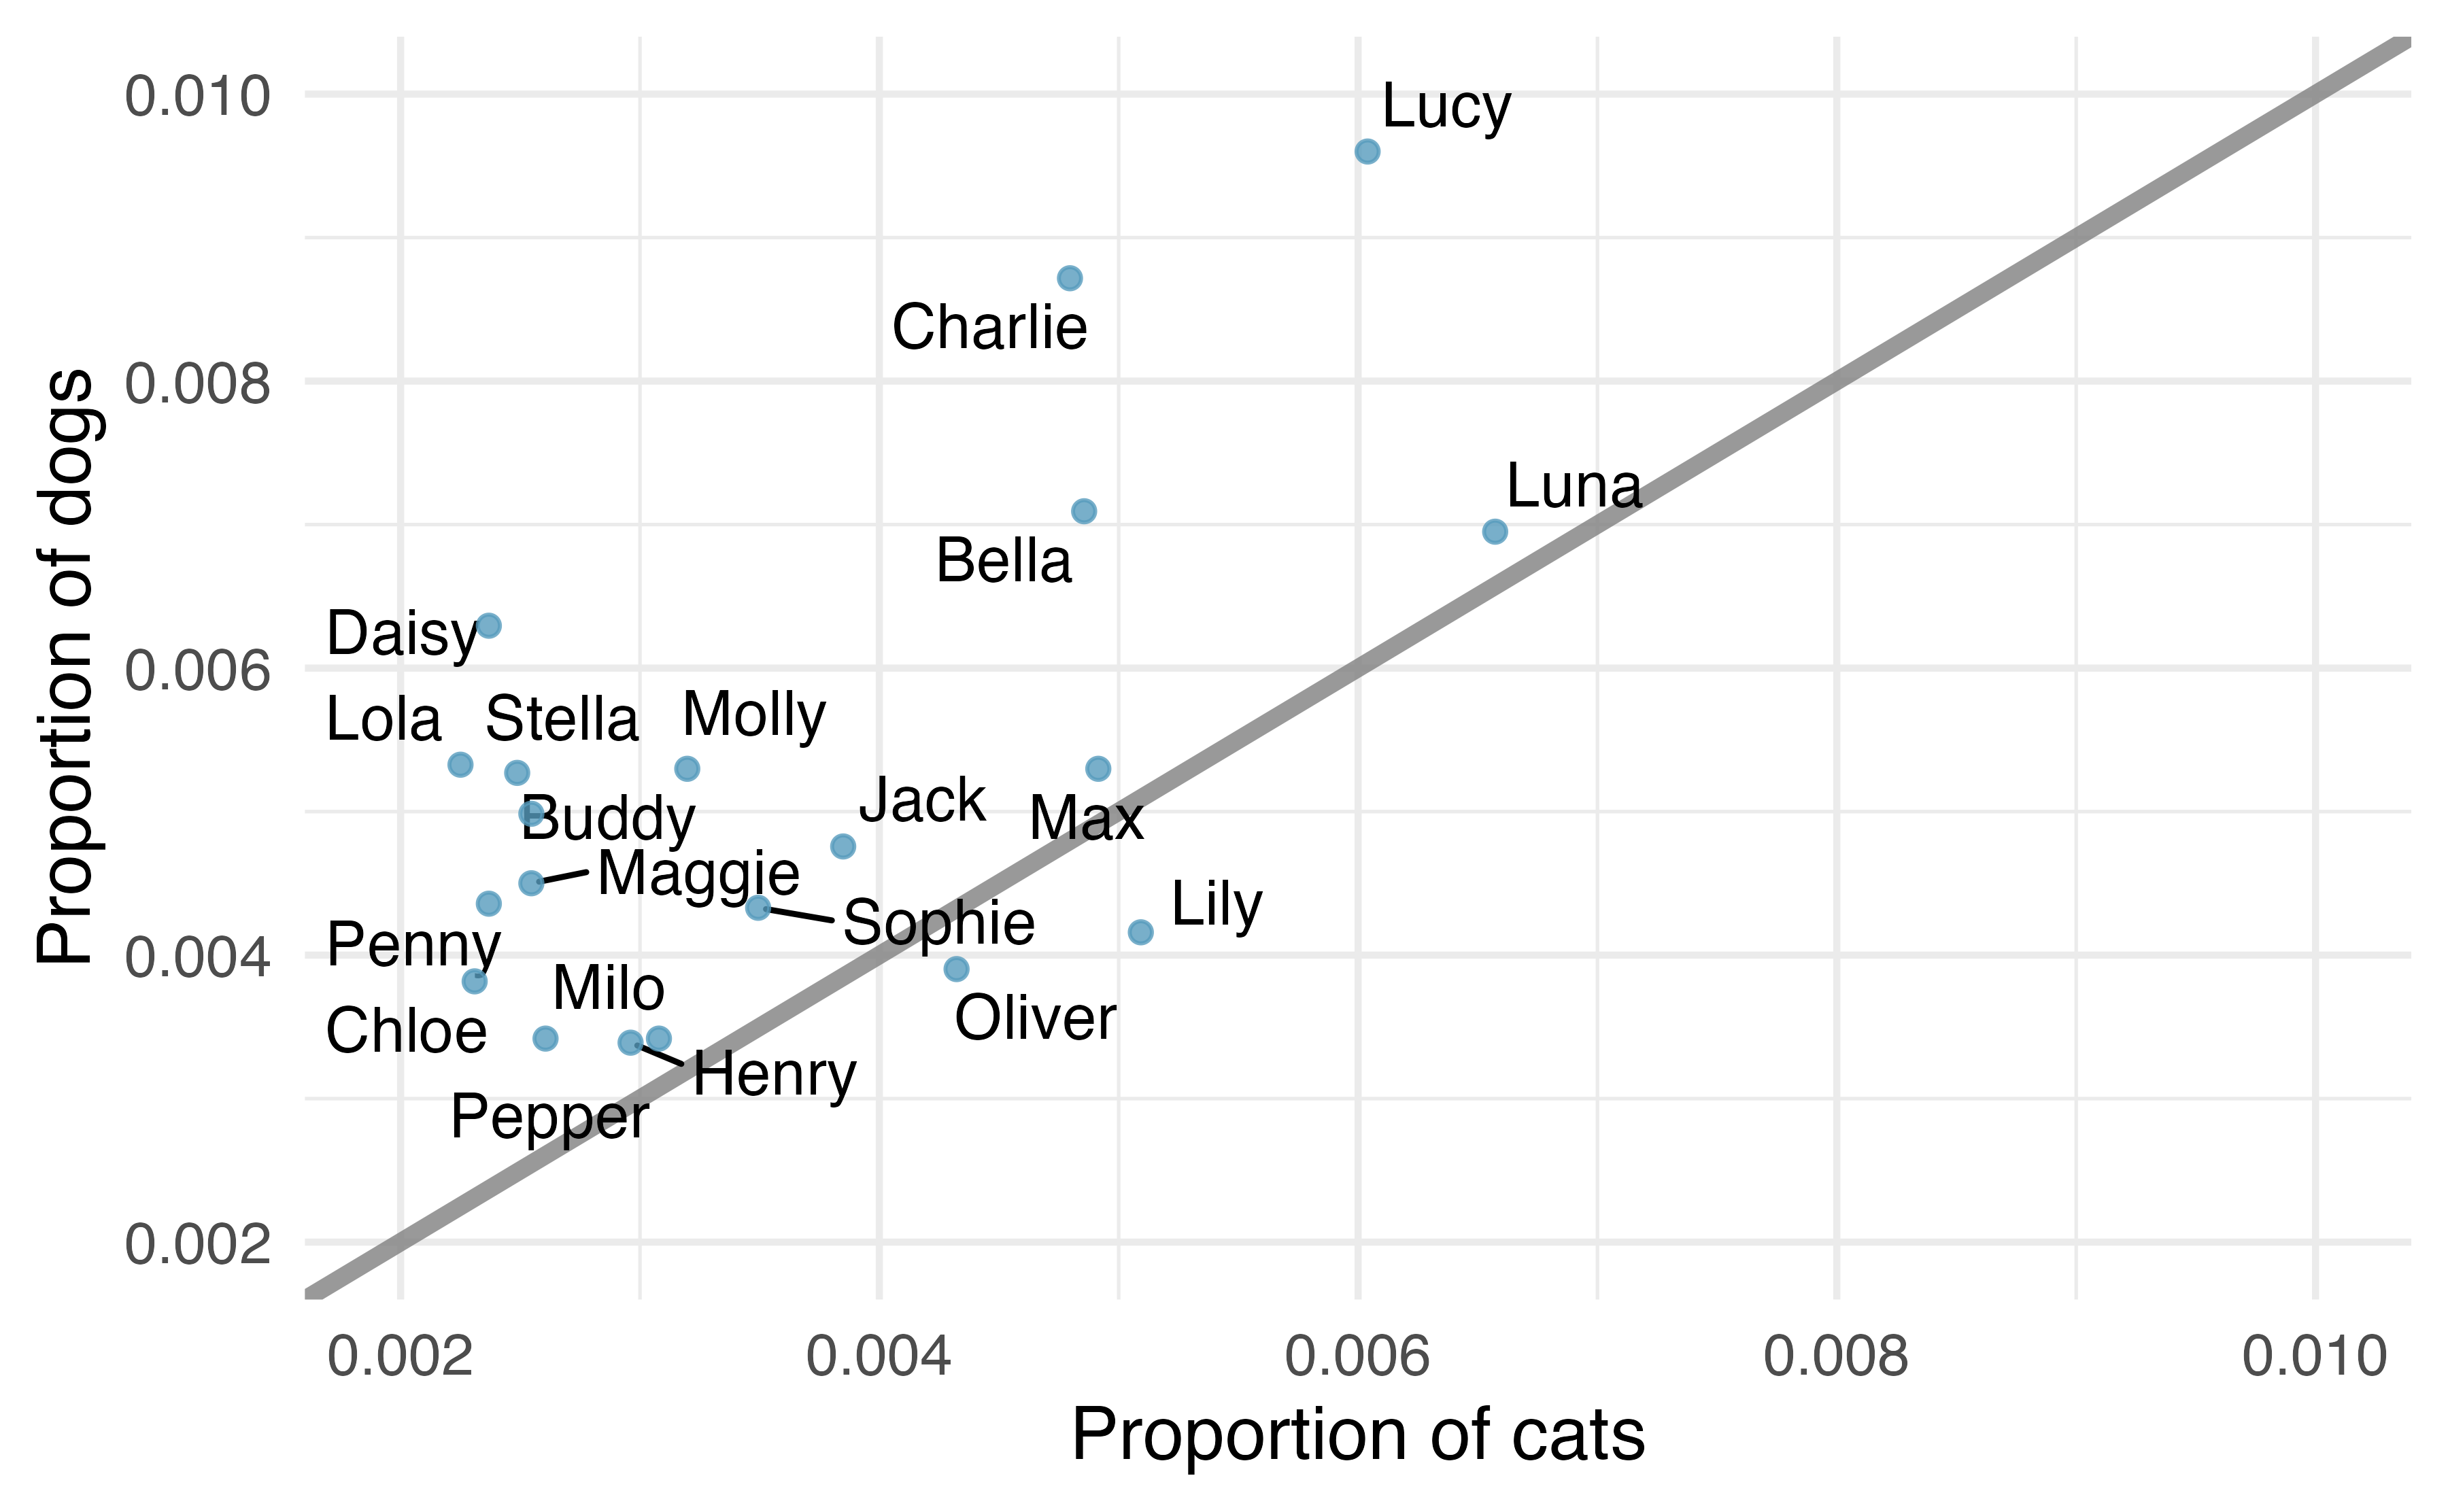 0.010
0.008
0.006
0.004
0.002
Proportion of dogs
Lucy
Charlie
Luna
Bella
Daisy
Lola
Stella
Molly
Jack
Buddy
Max
Maggie
Sophie
Lily
Penny
Milo
Oliver
Chloe
Henry
Pepper
0.002
0.004
0.006
0.008
0.010
Proportion of cats